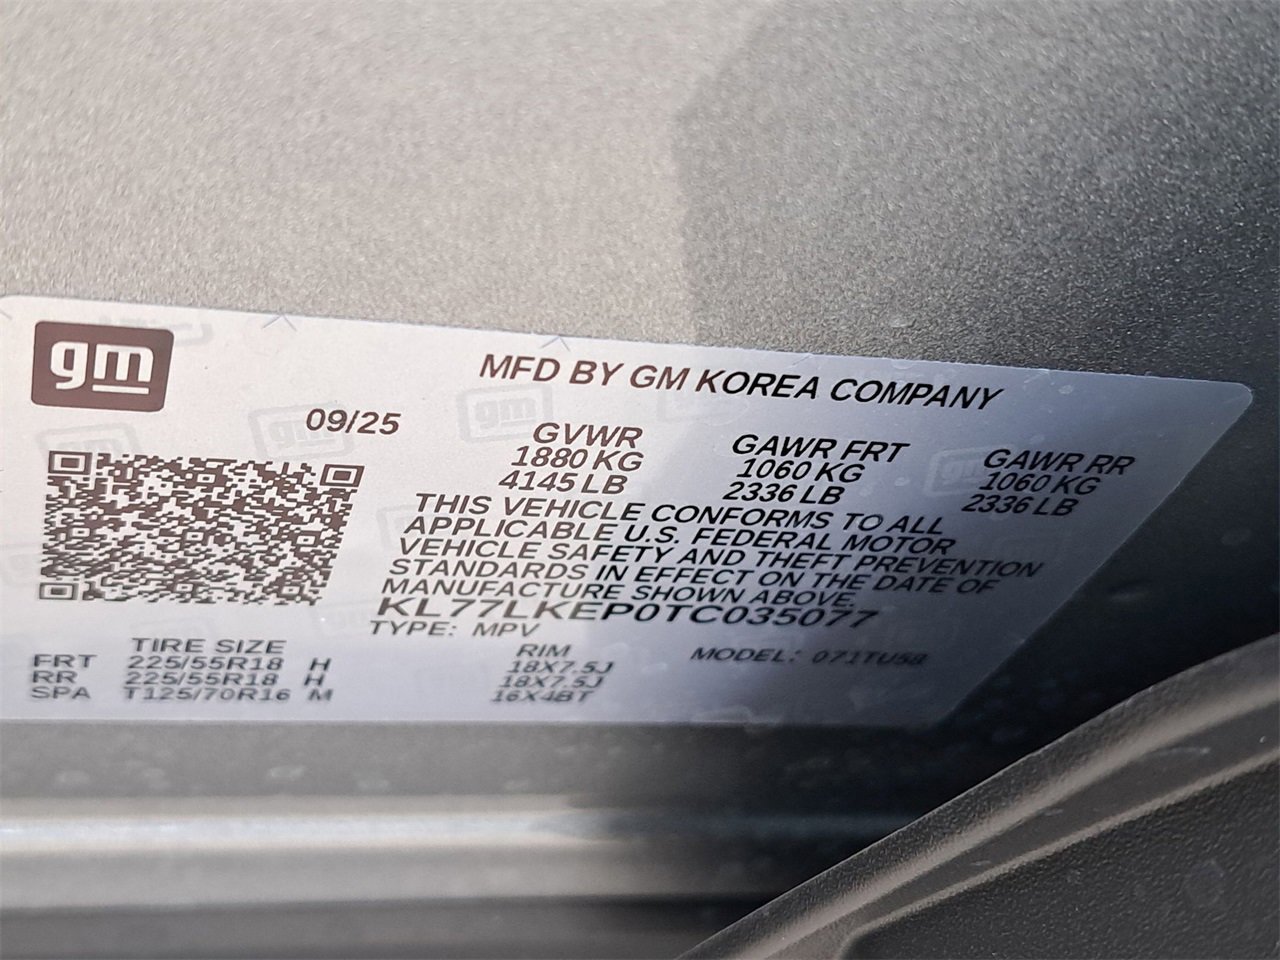 gm
MFD BY GM KOREA COMPANY
09/25
GVWR GAWR FRT GAWR RR
1880 KG 1060 KG 1060 KG
4145 LB 2336 LB 2336 LB
THIS VEHICLE CONFORMS TO ALL
APPLICABLE U.S. FEDERAL MOTOR
VEHICLE SAFETY AND THEFT PREVENTION
STANDARDS IN EFFECT ON THE DATE OF
MANUFACTURE SHOWN ABOVE.
KL77LKEP0TC035077
TYPE: MPV
MODEL: 071TU58
TIRE SIZE RIM
FRT 225/55R18 H 18X7.5J
RR 225/55R18 H 18X7.5J
SPA T125/70R16 M 16X4BT